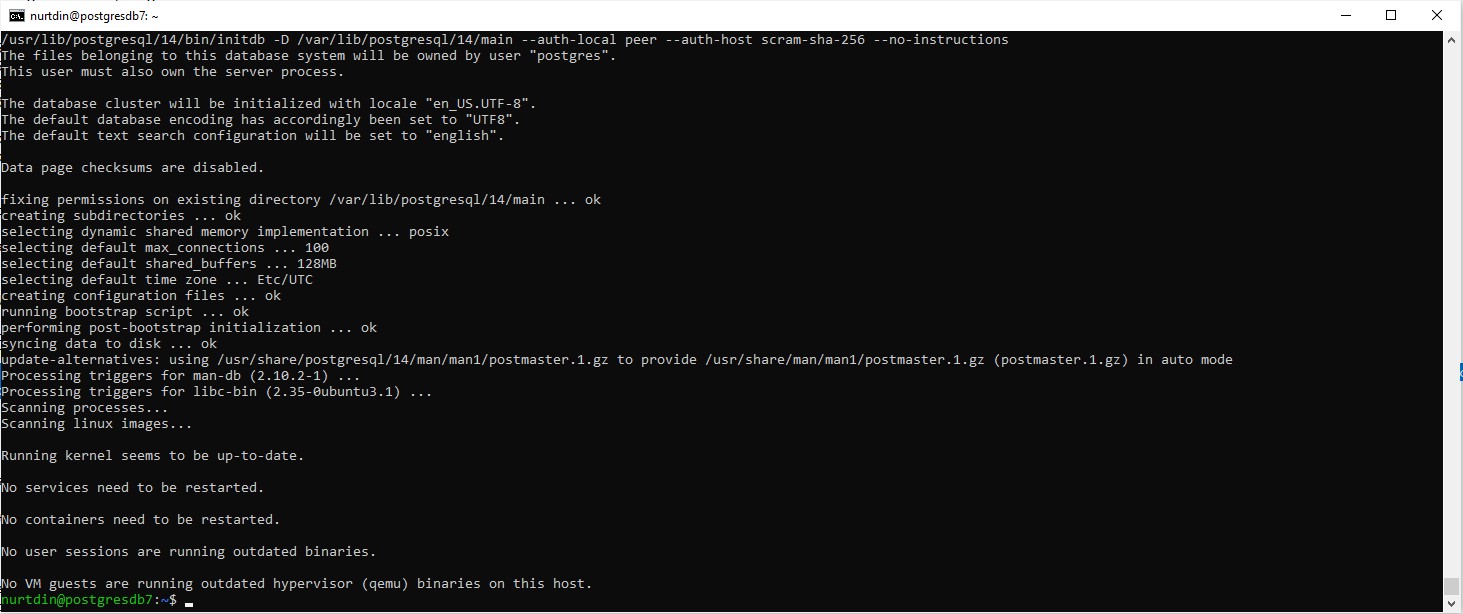 nurtdin@postgresdb7: ~
/usr/lib/postgresql/14/bin/initdb -D /var/lib/postgresql/14/main --auth-local peer --auth-host scram-sha-256 --no-instructions
The files belonging to this database system will be owned by user "postgres".
This user must also own the server process.
The database cluster will be initialized with locale "en_US.UTF-8".
The default database encoding has accordingly been set to "UTF8".
The default text search configuration will be set to "english".
Data page checksums are disabled.
fixing permissions on existing directory /var/lib/postgresql/14/main ... ok
creating subdirectories ... ok
selecting dynamic shared memory implementation ... posix
selecting default max_connections ... 100
selecting default shared_buffers ... 128MB
selecting default time zone ... Etc/UTC
creating configuration files ... ok
running bootstrap script ... ok
performing post-bootstrap initialization ... ok
syncing data to disk ... ok
update-alternatives: using /usr/share/postgresql/14/man/man1/postmaster.1.gz to provide /usr/share/man/man1/postmaster.1.gz (postmaster.1.gz) in auto mode
Processing triggers for man-db (2.10.2-1) ...
Processing triggers for libc-bin (2.35-0ubuntu3.1) ...
Scanning processes...
Scanning linux images...
Running kernel seems to be up-to-date.
No services need to be restarted.
No containers need to be restarted.
No user sessions are running outdated binaries.
No VM guests are running outdated hypervisor (qemu) binaries on this host.
nurtdin@postgresdb7:~$